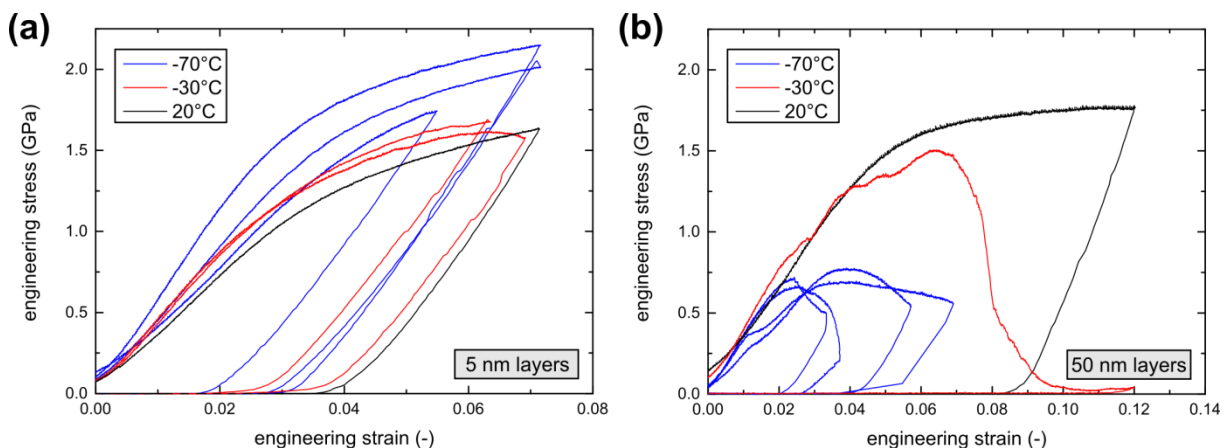 (a)
engineering stress (GPa)
2.0
1.5
1.0
0.5
0.0
-70°C
-30°C
20°C
5 nm layers
0.00 0.02 0.04 0.06 0.08
engineering strain (-)
(b)
engineering stress (GPa)
2.0
1.5
1.0
0.5
0.0
-70°C
-30°C
20°C
50 nm layers
0.00 0.02 0.04 0.06 0.08 0.10 0.12 0.14
engineering strain (-)